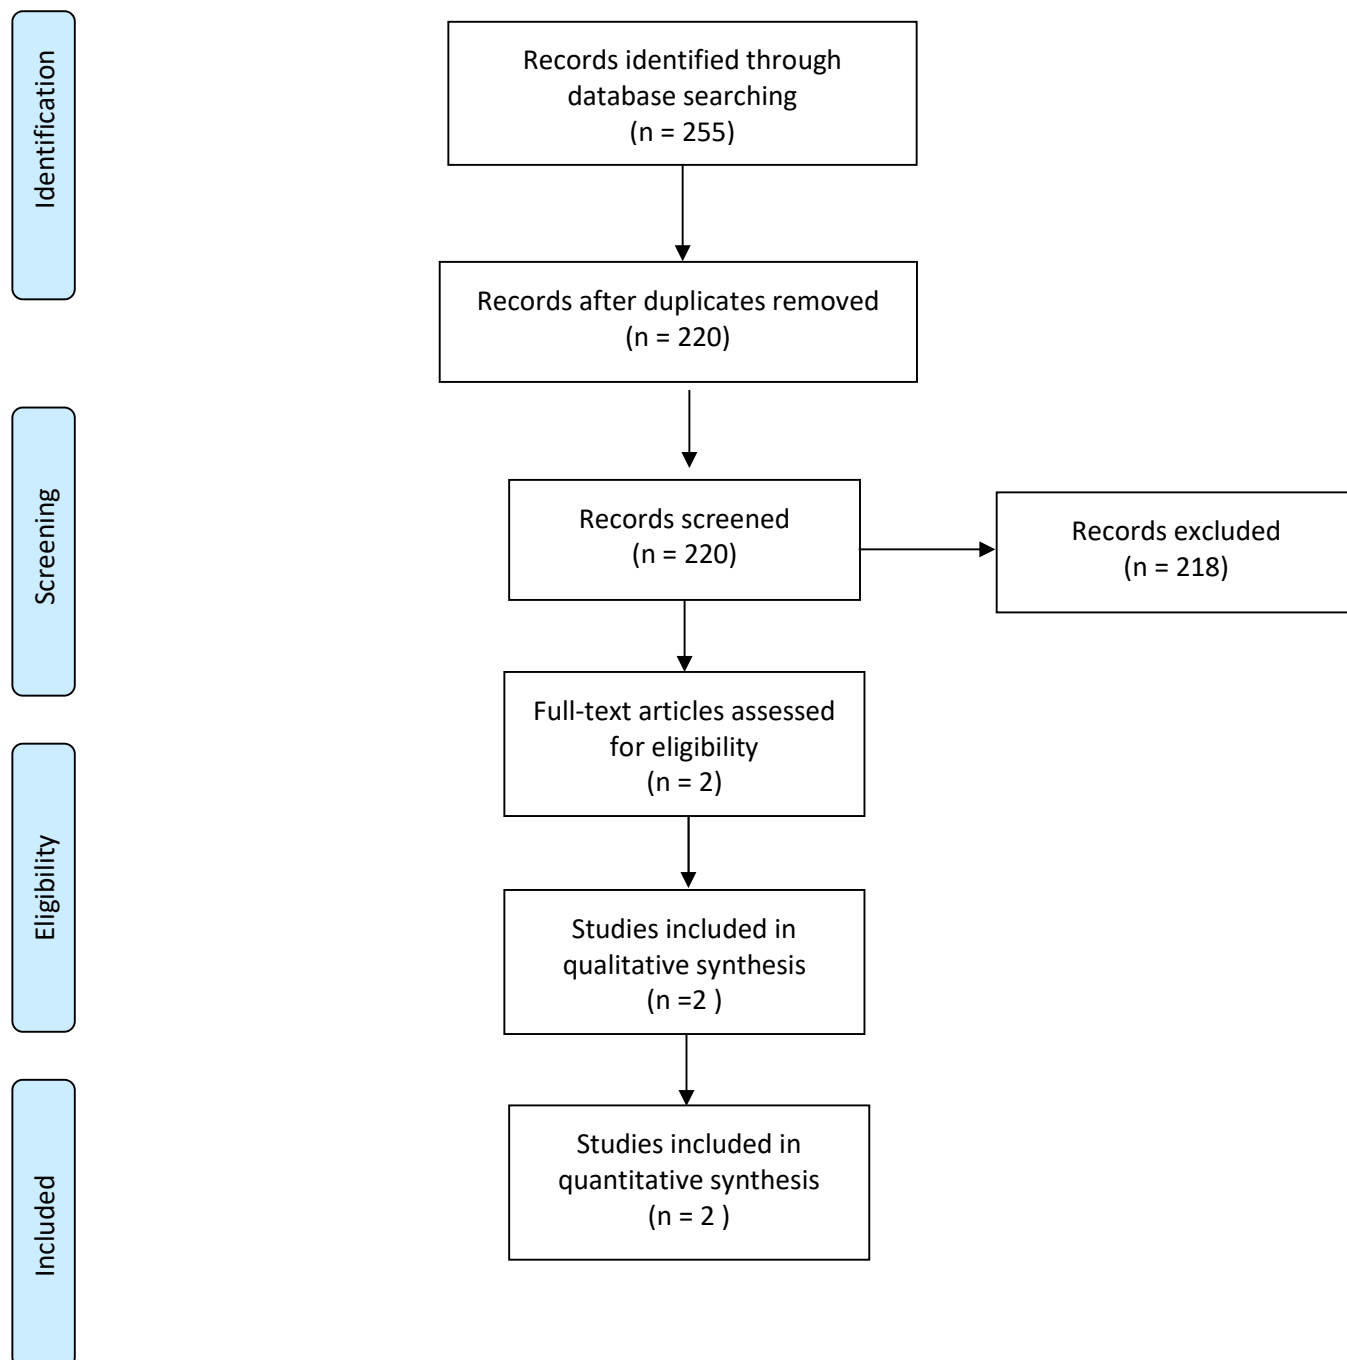 Identification
Records identified through
database searching
(n = 255)
Records after duplicates removed
(n = 220)
Screening
Records screened
(n = 220)
Records excluded
(n = 218)
Full-text articles assessed
for eligibility
(n = 2)
Eligibility
Studies included in
qualitative synthesis
(n =2 )
Included
Studies included in
quantitative synthesis
(n = 2 )